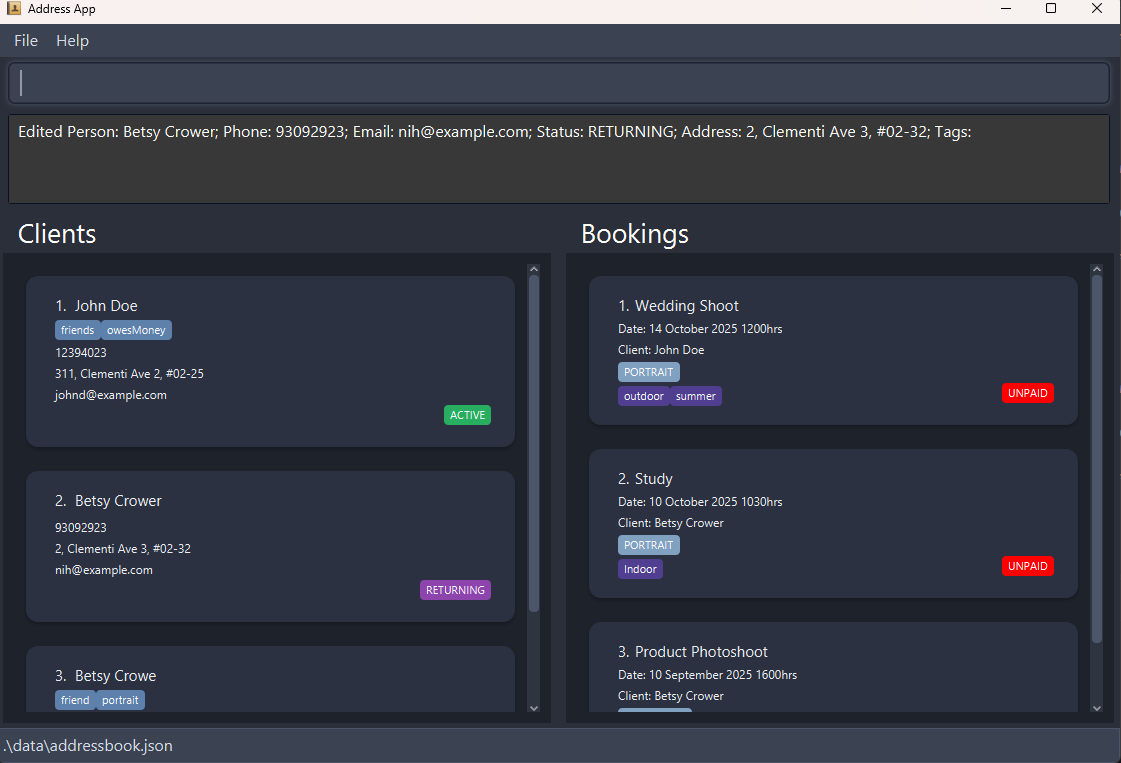 Address App
File Help
Edited Person: Betsy Crower; Phone: 93092923; Email: nih@example.com; Status: RETURNING; Address: 2, Clementi Ave 3, #02-32; Tags:
Clients
1. John Doe
friends owesMoney
12394023
311, Clementi Ave 2, #02-25
johnd@example.com
ACTIVE
2. Betsy Crower
93092923
2, Clementi Ave 3, #02-32
nih@example.com
RETURNING
3. Betsy Crowe
friend portrait
Bookings
1. Wedding Shoot
Date: 14 October 2025 1200hrs
Client: John Doe
PORTRAIT
outdoor summer
UNPAID
2. Study
Date: 10 October 2025 1030hrs
Client: Betsy Crower
PORTRAIT
Indoor
UNPAID
3. Product Photoshoot
Date: 10 September 2025 1600hrs
Client: Betsy Crower
.\data\addressbook.json